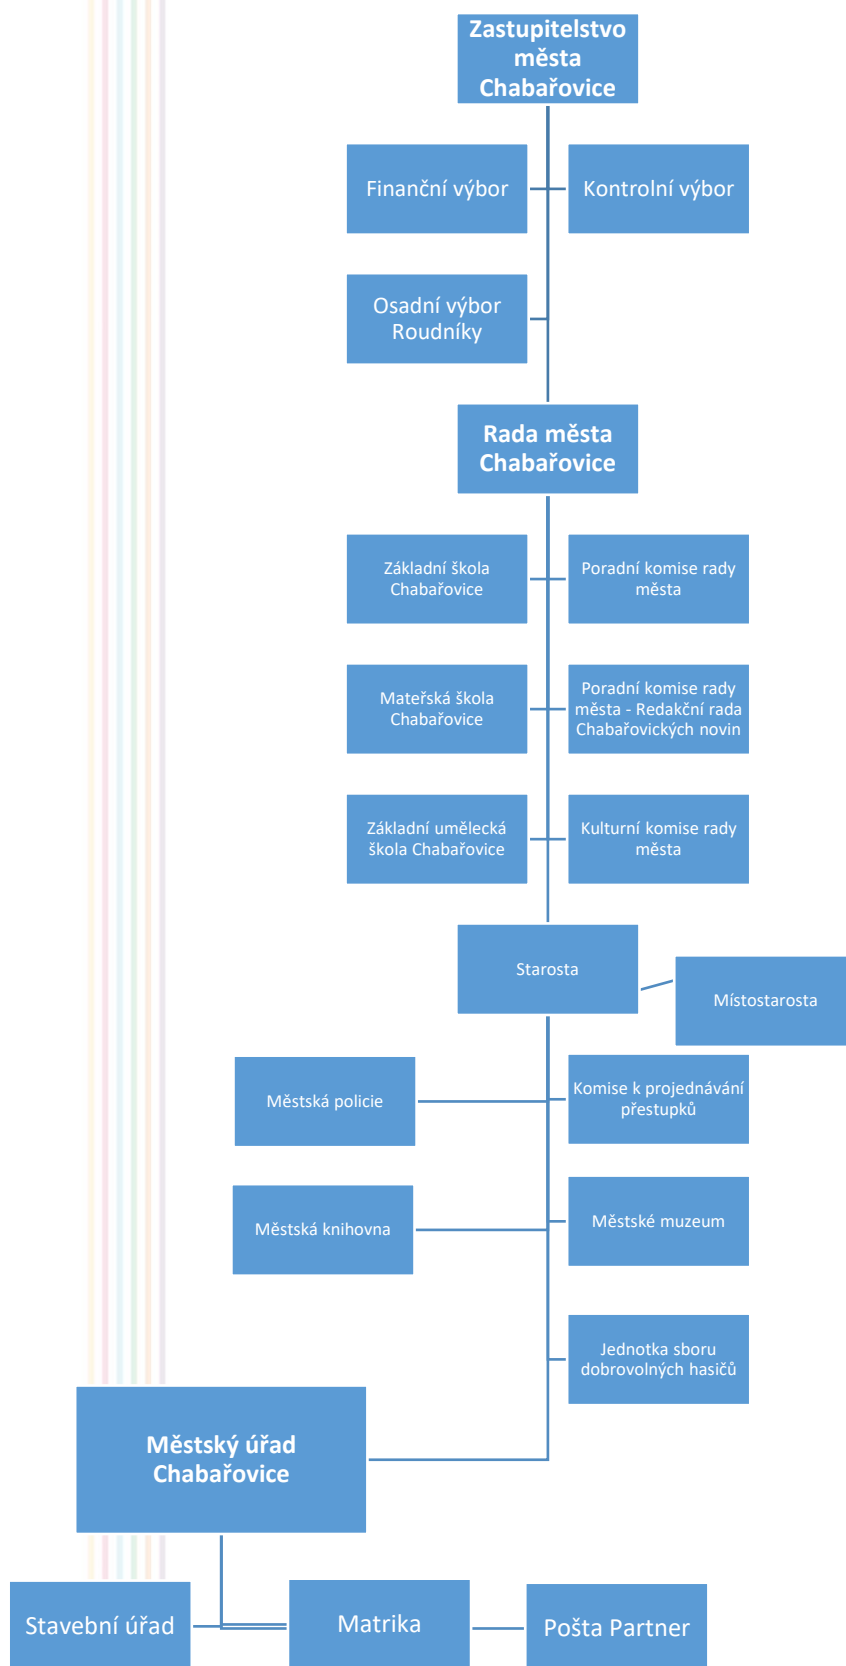 Zastupitelstvo
města
Chabařovice
Finanční výbor
Kontrolní výbor
Osadní výbor
Roudníky
Rada města
Chabařovice
Základní škola
Chabařovice
Poradní komise rady
města
Mateřská škola
Chabařovice
Poradní komise rady
města - Redakční rada
Chabařovických novin
Základní umělecká
škola Chabařovice
Kulturní komise rady
města
Starosta
Místostarosta
Městská policie
Komise k projednávání
přestupků
Městská knihovna
Městské muzeum
Jednotka sboru
dobrovolných hasičů
Městský úřad
Chabařovice
Stavební úřad
Matrika
Pošta Partner